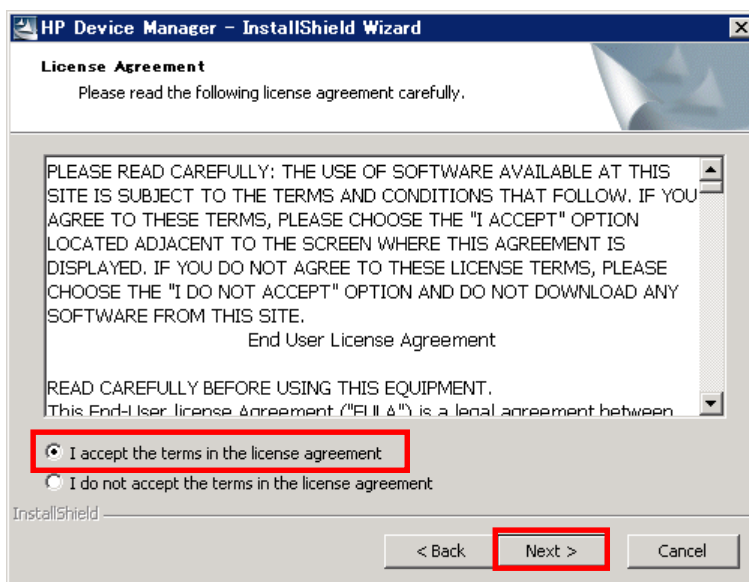 HP Device Manager - InstallShield Wizard
License Agreement
Please read the following license agreement carefully.
PLEASE READ CAREFULLY: THE USE OF SOFTWARE AVAILABLE AT THIS
SITE IS SUBJECT TO THE TERMS AND CONDITIONS THAT FOLLOW. IF YOU
AGREE TO THESE TERMS, PLEASE CHOOSE THE "I ACCEPT" OPTION
LOCATED ADJACENT TO THE SCREEN WHERE THIS AGREEMENT IS
DISPLAYED. IF YOU DO NOT AGREE TO THESE LICENSE TERMS, PLEASE
CHOOSE THE "I DO NOT ACCEPT" OPTION AND DO NOT DOWNLOAD ANY
SOFTWARE FROM THIS SITE.
End User License Agreement
READ CAREFULLY BEFORE USING THIS EQUIPMENT.
This End-User license Agreement ("EULA") is a legal agreement between
I accept the terms in the license agreement
I do not accept the terms in the license agreement
InstallShield
< Back
Next >
Cancel